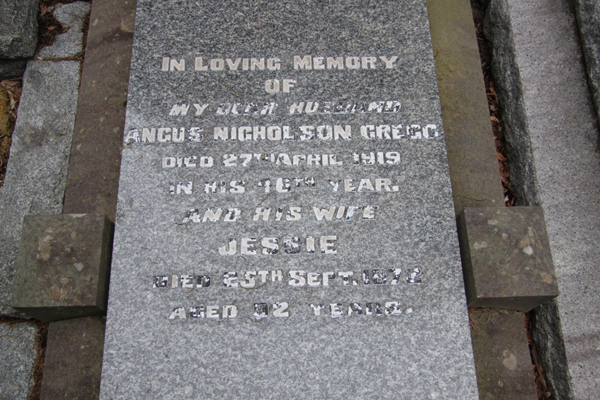 IN LOVING MEMORY
OF
MY DEAR HUSBAND
ANGUS NICHOLSON
DIED 27TH APRIL 1919
IN HIS YEAR.
AND HIS WIFE
JESSIE
DIED 25TH SEPT. 1972
AGED YEARS.